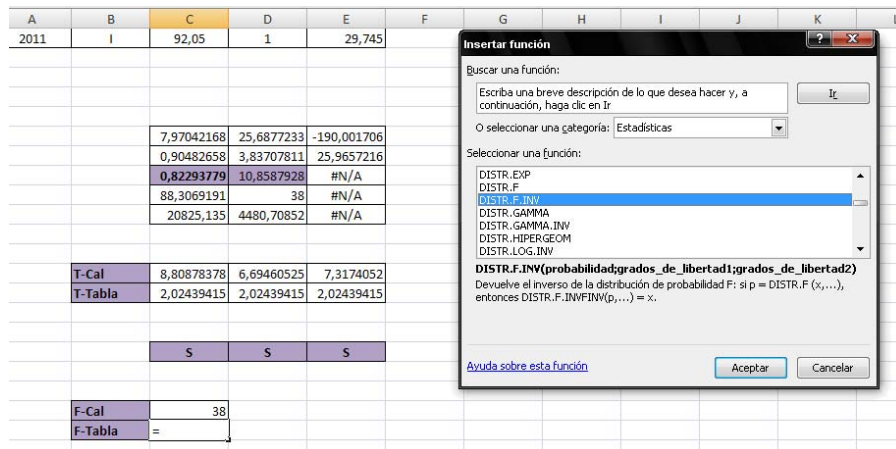 A B C D E F G H I J K
2011 I 92,05 1 29,745
7,97042168 25,6877233 -190,001706
0,90482658 3,83707811 25,9657216
0,82293779 10,8587928 #N/A
88,3069191 38 #N/A
20825,135 4480,70852 #N/A
T-Cal 8,80878378 6,69460525 7,3174052
T-Tabla 2,02439415 2,02439415 2,02439415
S S S
F-Cal 38
F-Tabla =
Insertar función
Buscar una función:
Escriba una breve descripción de lo que desea hacer y, a
continuación, haga clic en Ir
Ir
O seleccionar una categoría: Estadísticas
Seleccionar una función:
DISTR.EXP
DISTR.F
DISTR.F.INV
DISTR.GAMMA
DISTR.GAMMA.INV
DISTR.HIPERGEOM
DISTR.LOG.INV
DISTR.F.INV(probabilidad;grados_de_libertad1;grados_de_libertad2)
Devuelve el inverso de la distribución de probabilidad F: si p = DISTR.F (x,...),
entonces DISTR.F.INVFINV(p,...) = x.
Ayuda sobre esta función
Aceptar Cancelar